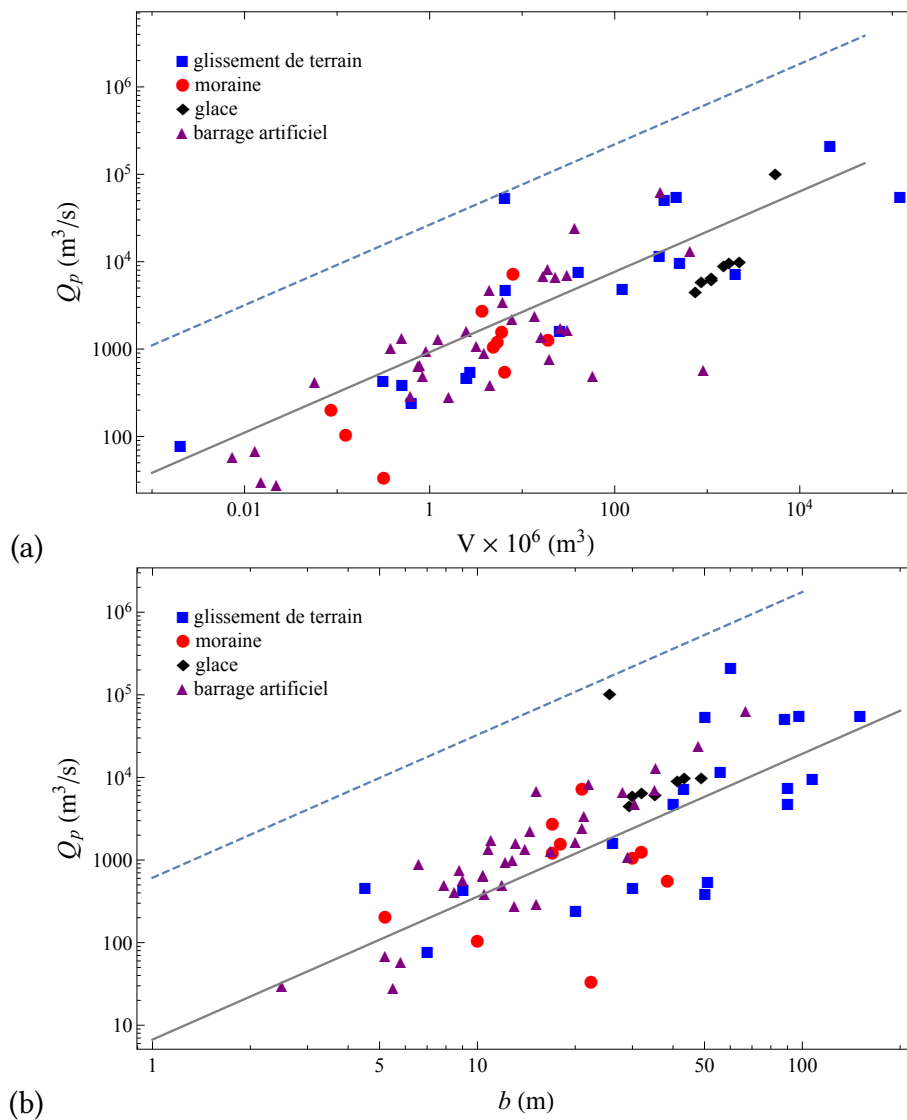 10⁶
10⁵
10⁴
1000
100
Qₚ (m³/s)
glissement de terrain
moraine
glace
barrage artificiel
0.01
1
100
10⁴
(a)
V × 10⁶ (m³)
10⁶
10⁵
10⁴
1000
100
10
Qₚ (m³/s)
glissement de terrain
moraine
glace
barrage artificiel
1
5
10
50
100
(b)
b (m)